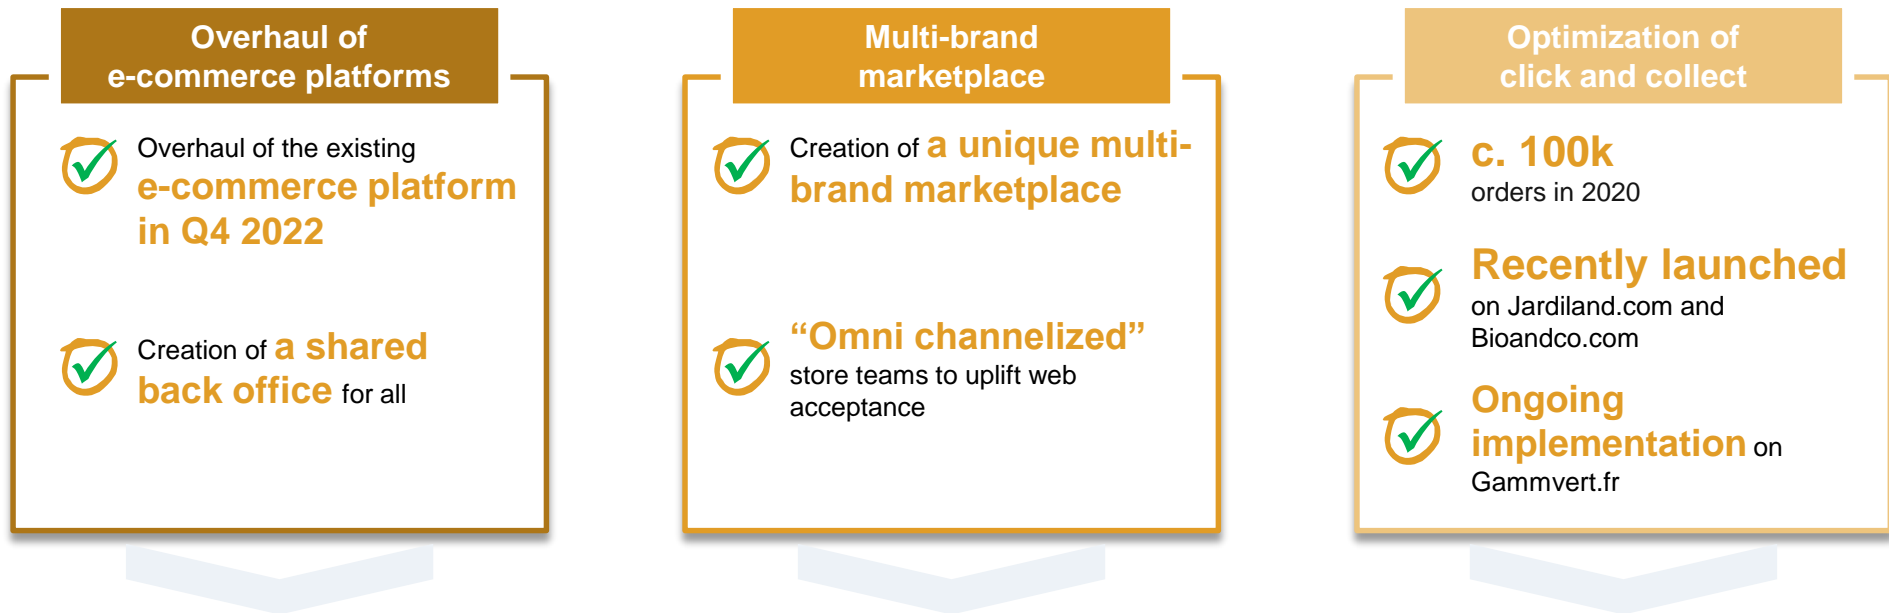 Overhaul of
e-commerce platforms
Overhaul of the existing
e-commerce platform
in Q4 2022
Creation of a shared
back office for all
Multi-brand
marketplace
Creation of a unique multi-
brand marketplace
“Omni channelized”
store teams to uplift web
acceptance
Optimization of
click and collect
c. 100k
orders in 2020
Recently launched
on Jardiland.com and
Bioandco.com
Ongoing
implementation on
Gammvert.fr